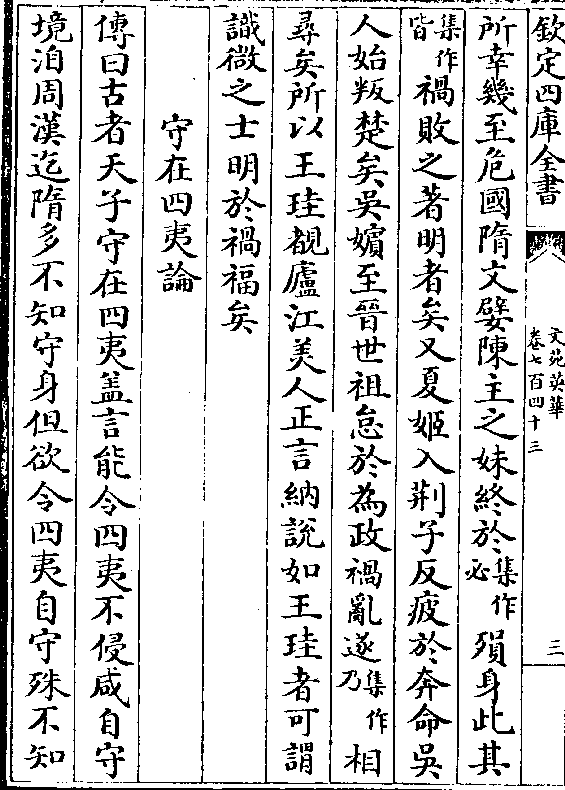 欽定四庫全書
文苑英華
卷七百四十三
三
所幸幾至危國隋文嬖陳主之妹終於集作必殞身此其
集作皆禍敗之著明者矣又夏姬入荆子反疲於奔命吳
人始叛楚矣吳嬪至晉世祖怠於為政禍亂遂集作乃相
尋矣所以王珪覩廬江美人正言納說如王珪者可謂
識微之士明於禍福矣
守在四夷論
傳曰古者天子守在四夷盖言能令四夷不侵咸自守
境洎周漢迄隋多不知守身但欲令四夷自守殊不知